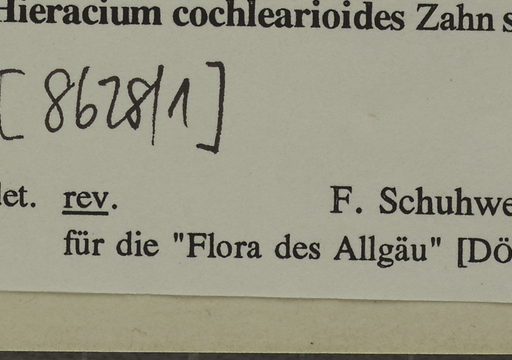 Hieracium cochlearioides Zahn s
[ 8628/1 ]
det. rev. F. Schuhwe
für die "Flora des Allgäu" [Dö